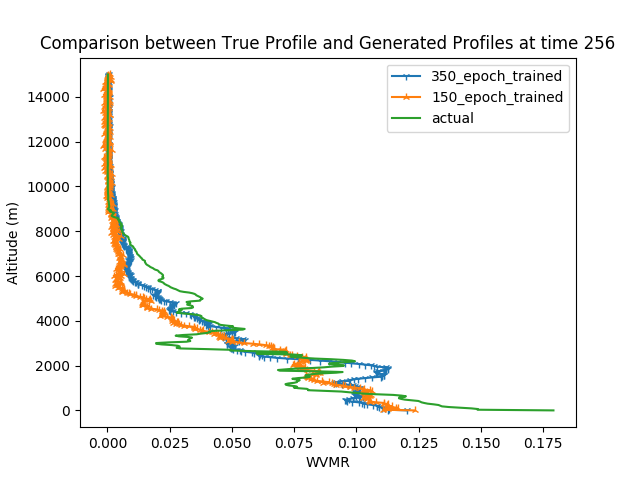 Comparison between True Profile and Generated Profiles at time 256
350_epoch_trained
150_epoch_trained
actual
Altitude (m)
14000
12000
10000
8000
6000
4000
2000
0
0.000 0.025 0.050 0.075 0.100 0.125 0.150 0.175
WVMR